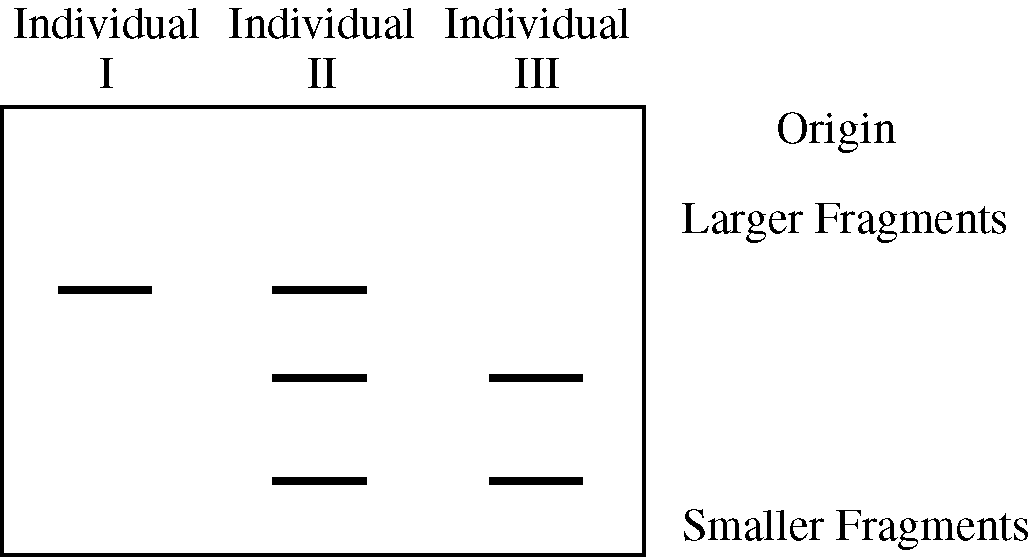 Individual Individual Individual
I II III
Origin
Larger Fragments
Smaller Fragments